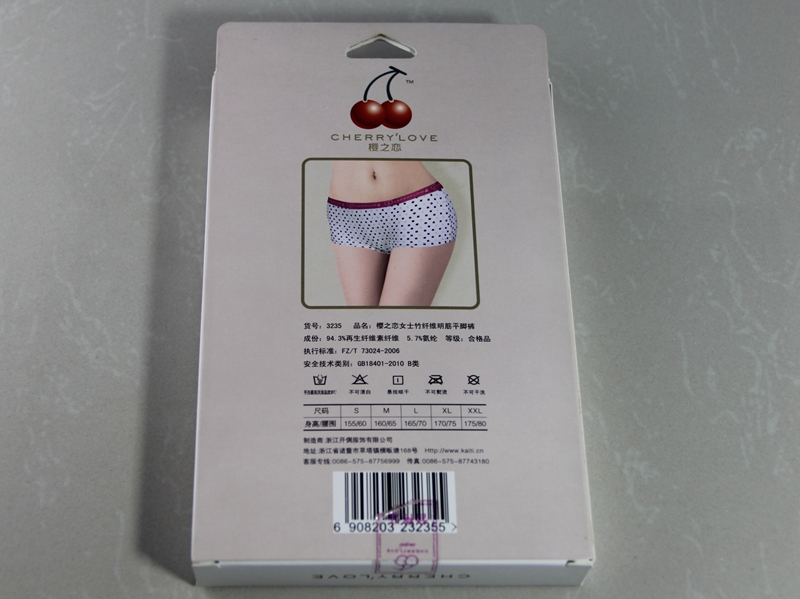 TM
CHERRY'LOVE
樱之恋
货号：3235 品名：樱之恋女士竹纤维明筋平脚裤
成份：94.3%再生纤维素纤维 5.7%氨纶 等级：合格品
执行标准：FZ/T 73024-2006
安全技术类别：GB18401-2010 B类
不可漂白 悬挂晾干 不可熨烫 不可干洗
尺码 S M L XL XXL
身高/腰围 155/60 160/65 165/70 170/75 175/80
制造商:浙江开偶服饰有限公司
地址:浙江省诸暨市草塔镇横畈塘168号 Http://www.kaiti.cn
客服专线:0086-575-87756999 传真:0086-575-87743180
6 908203 232355 >
CHERRY'LOVE